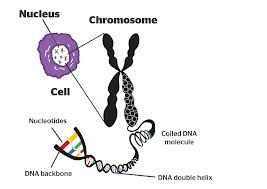 Nucleus
Chromosome
Cell
Nucleotides
Coiled DNA
molecule
DNA backbone
DNA double helix